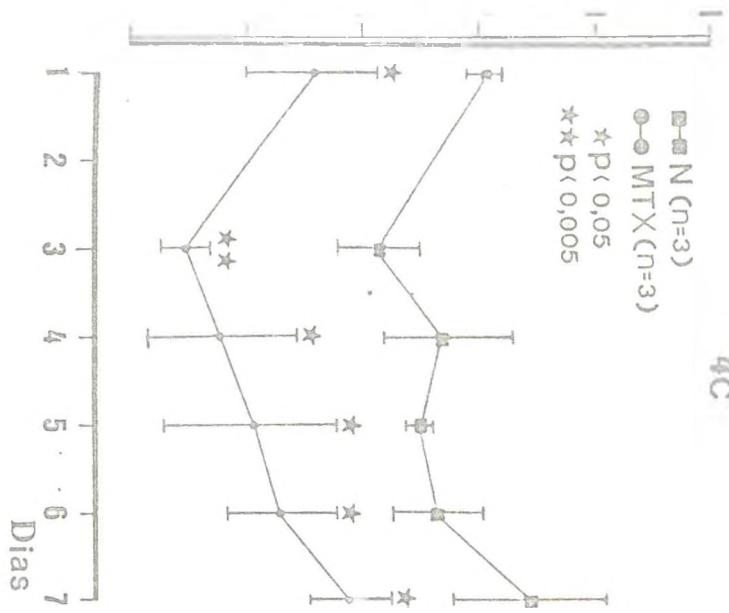 4C
N (n=3)
MTX (n=3)
★ p< 0,05
★★ p< 0,005
★
★★
★
★
★
★
1 2 3 4 5 6 7
Dias